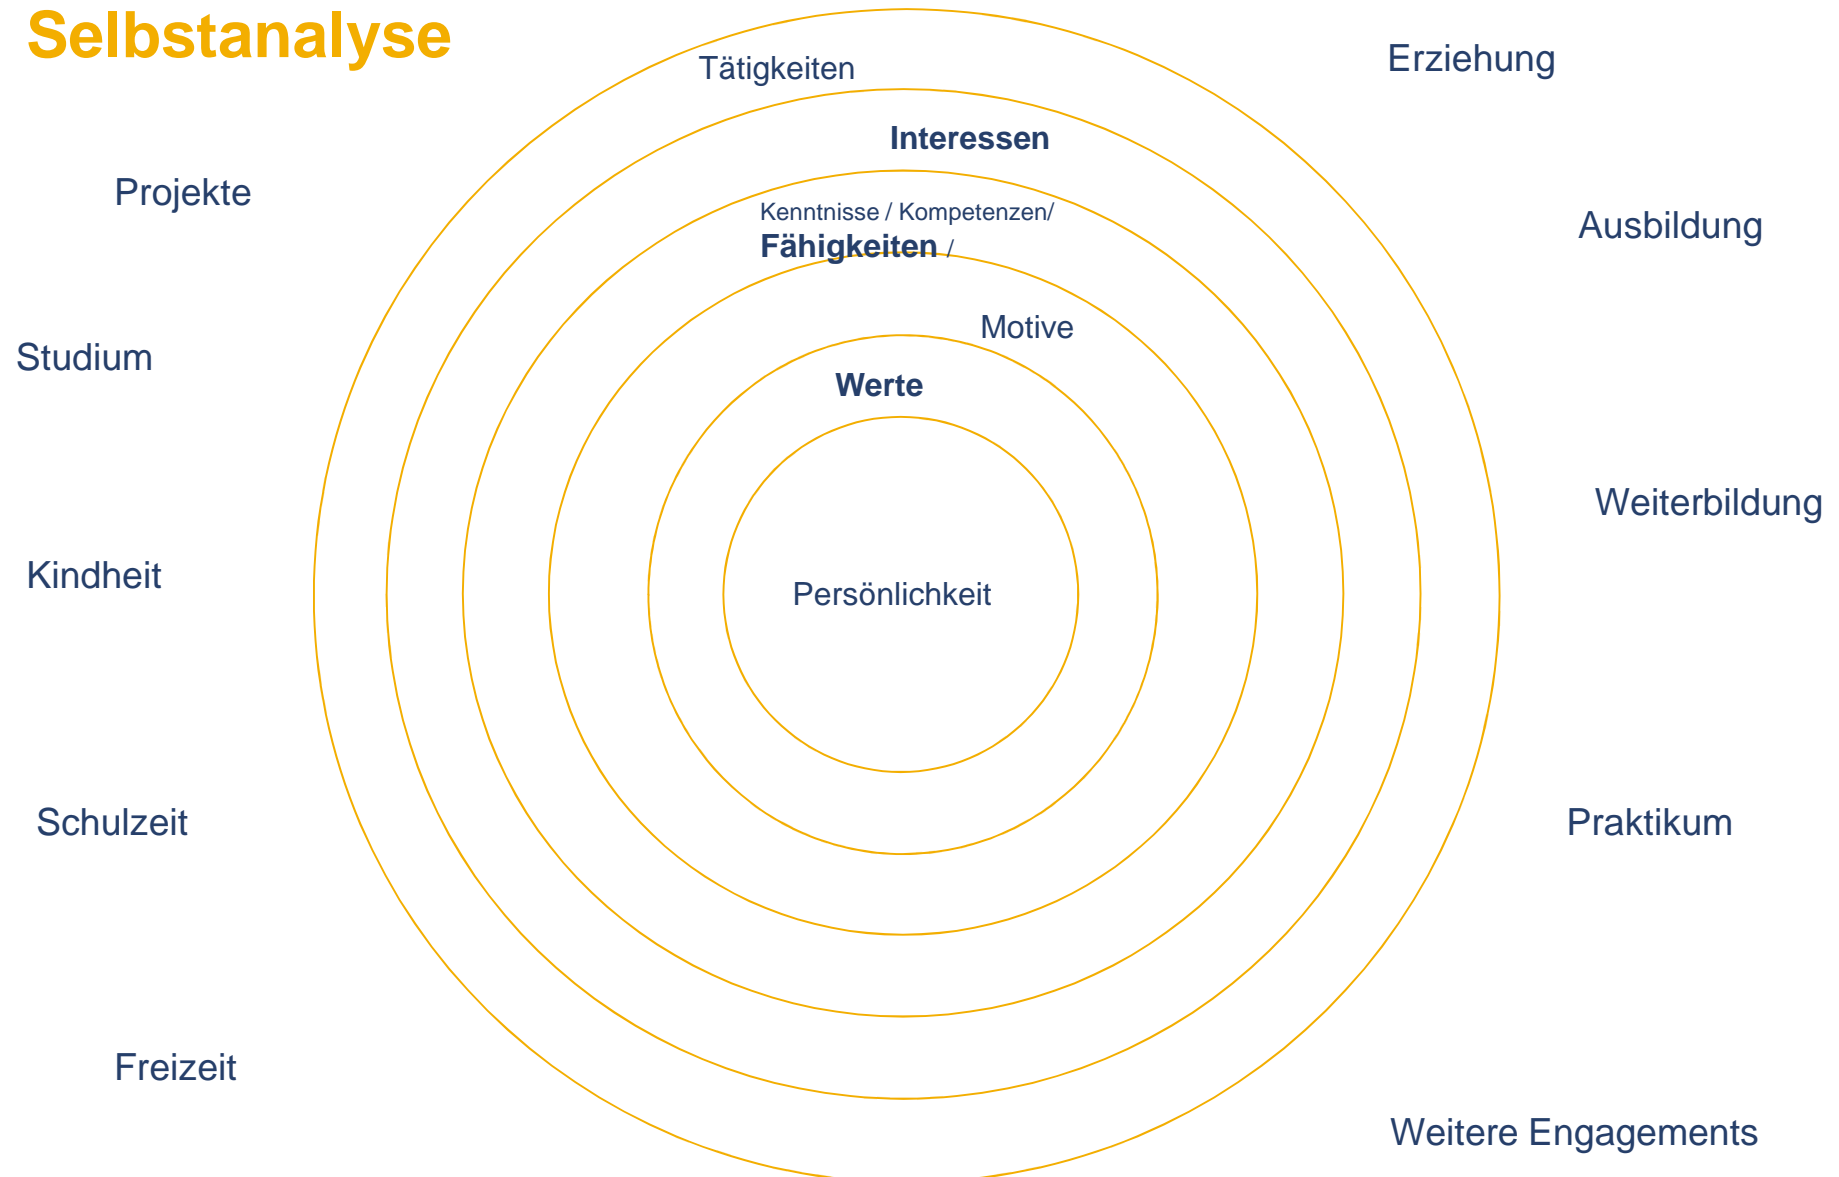 Selbstanalyse
Tätigkeiten
Erziehung
Interessen
Projekte
Kenntnisse / Kompetenzen/
Fähigkeiten /
Ausbildung
Motive
Studium
Werte
Weiterbildung
Kindheit
Persönlichkeit
Schulzeit
Praktikum
Freizeit
Weitere Engagements